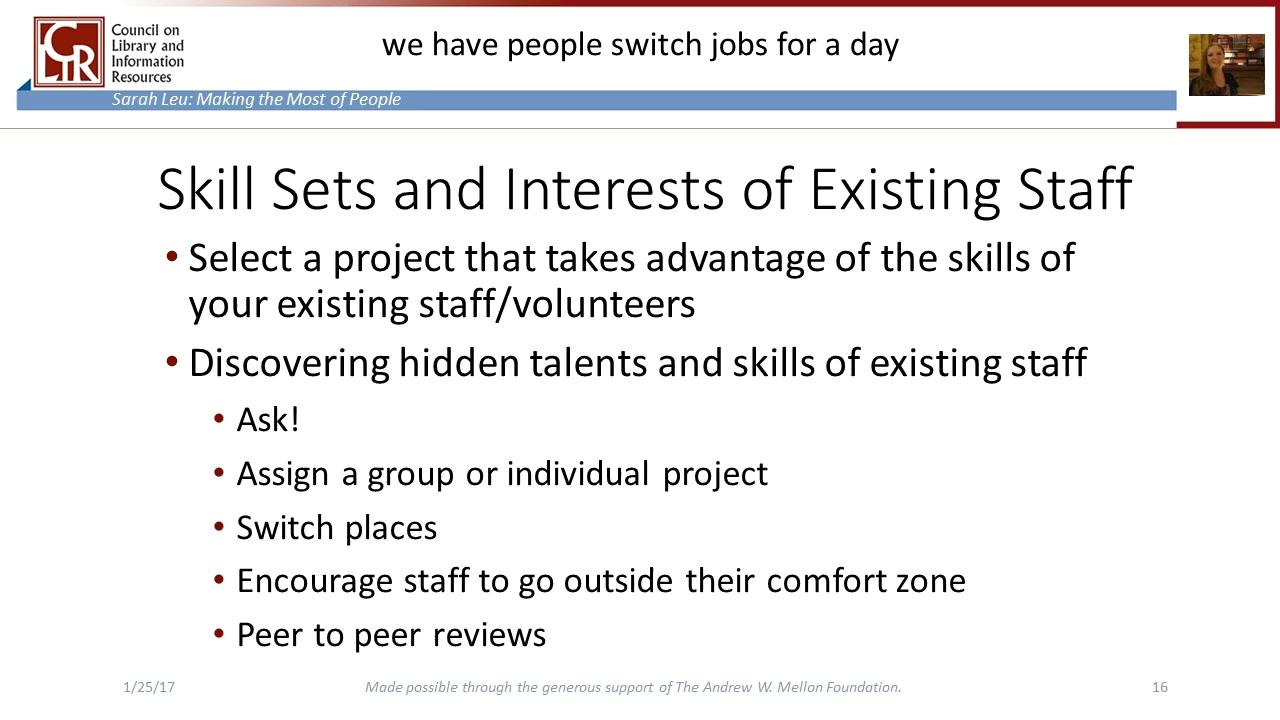 Council on
Library and
Information
Resources
CLIR
we have people switch jobs for a day
Sarah Leu: Making the Most of People
Skill Sets and Interests of Existing Staff
• Select a project that takes advantage of the skills of
your existing staff/volunteers
• Discovering hidden talents and skills of existing staff
• Ask!
• Assign a group or individual project
• Switch places
• Encourage staff to go outside their comfort zone
• Peer to peer reviews
1/25/17
Made possible through the generous support of The Andrew W. Mellon Foundation.
16